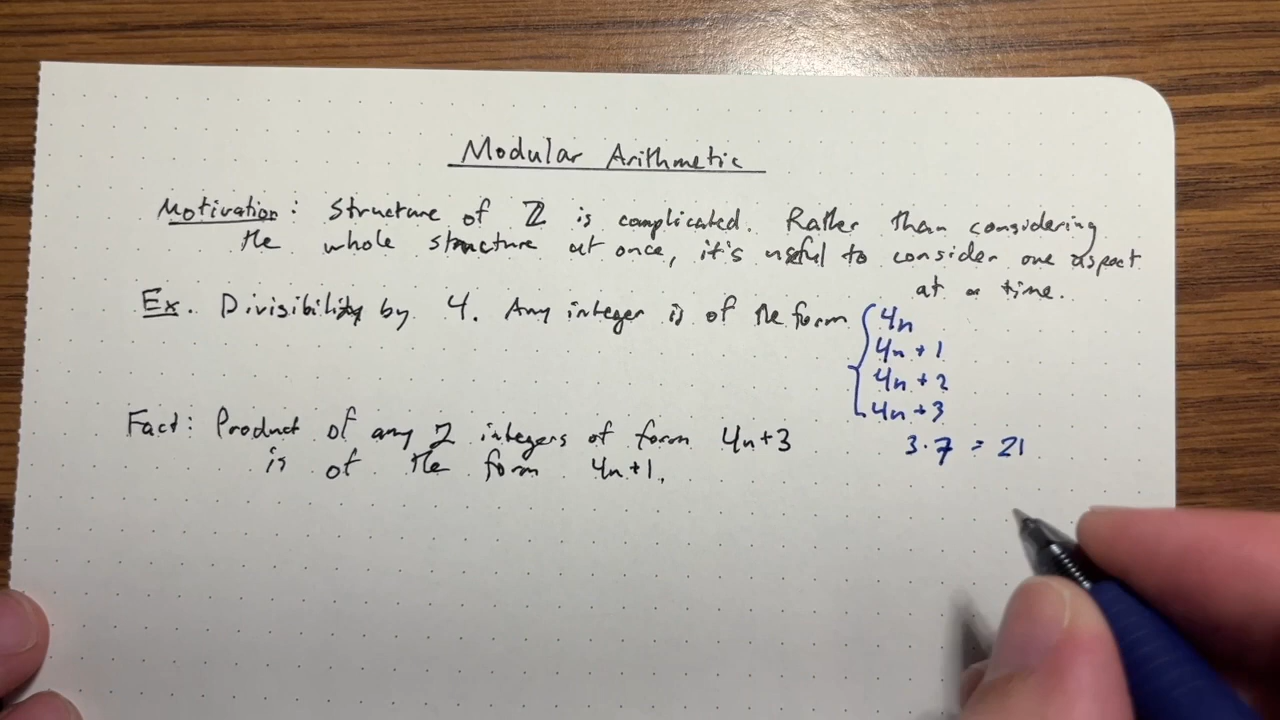 Modular Arithmetic
Motivation: Structure of ℤ is complicated. Rather than considering
the whole structure at once, it's useful to consider one aspect
at a time.
Ex. Divisibility by 4. Any integer is of the form { 4n
4n + 1
4n + 2
4n + 3
Fact: Product of any 2 integers of form 4n+3
is of the form 4n+1.
3·7 = 21